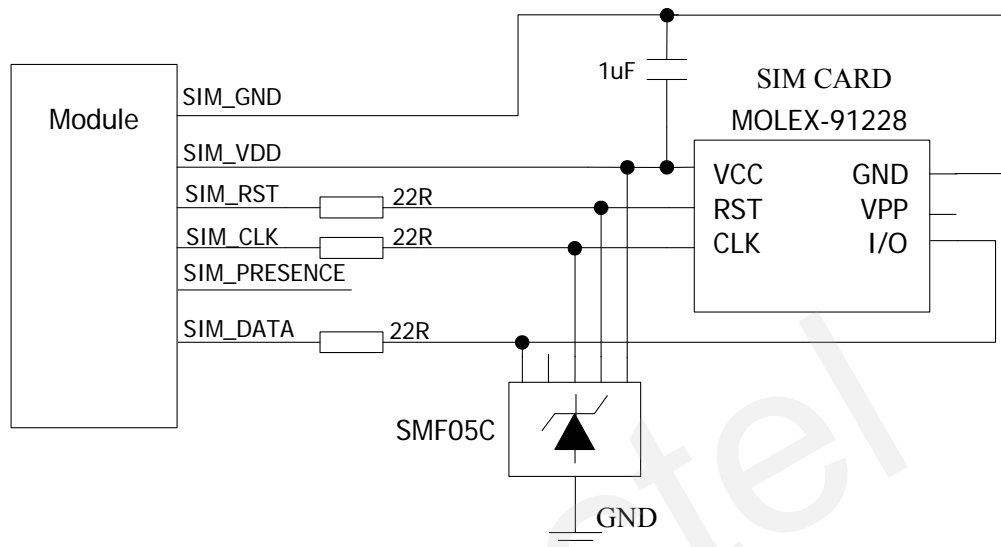 1uF
SIM CARD
MOLEX-91228
Module
SIM_GND
SIM_VDD
SIM_RST
22R
SIM_CLK
22R
SIM_PRESENCE
SIM_DATA
22R
VCC
GND
RST
VPP
CLK
I/O
SMF05C
GND